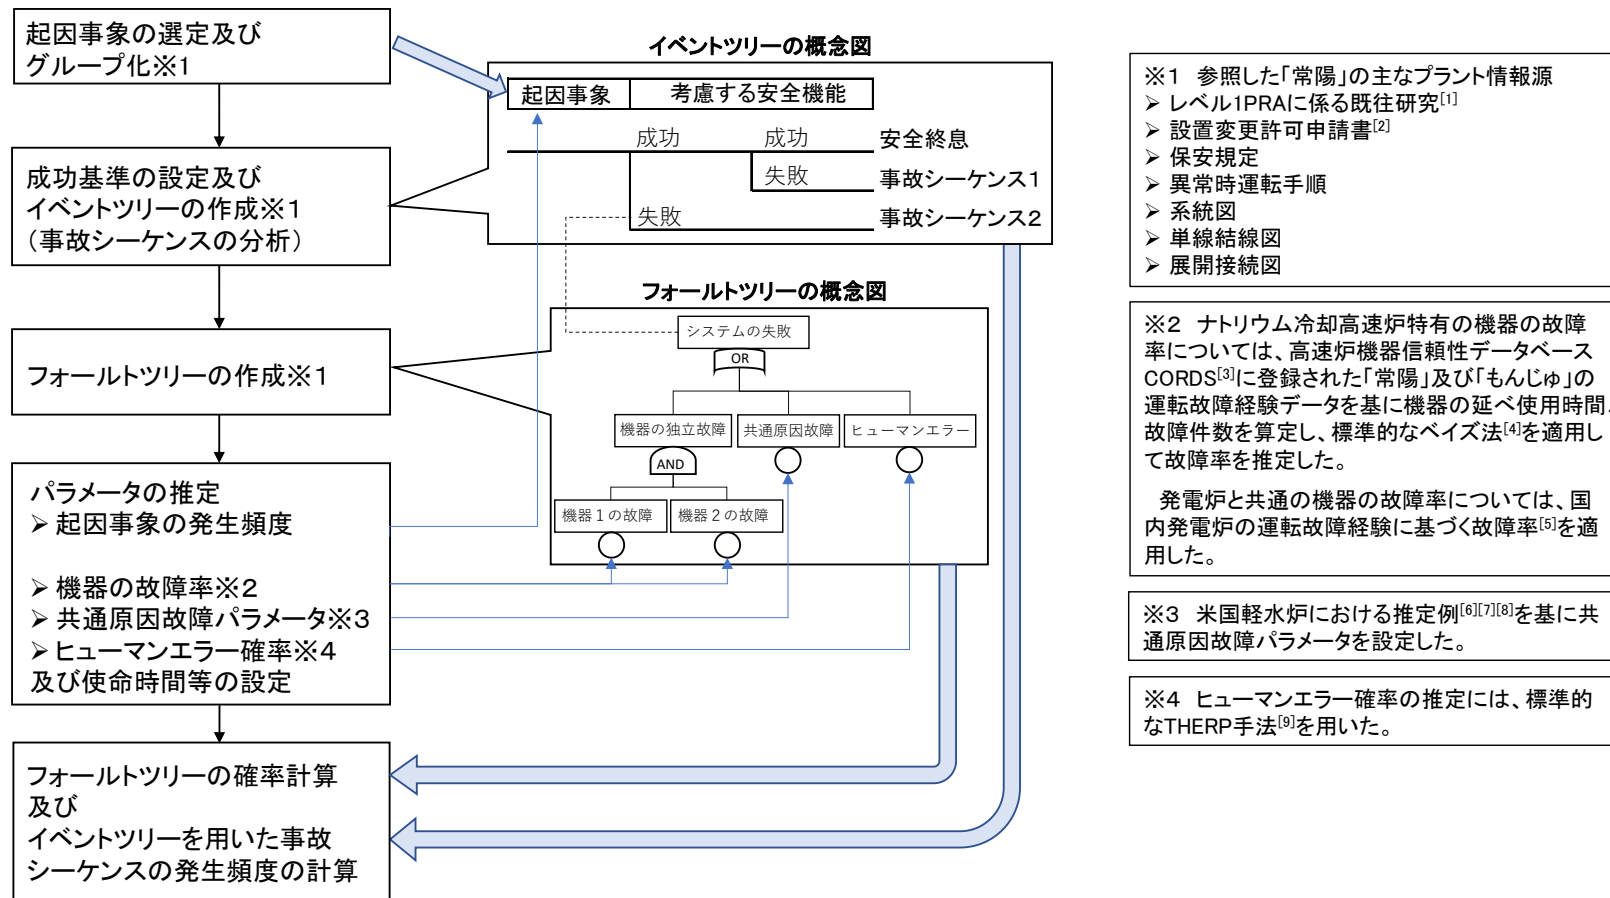 起因事象の選定及び
グループ化※1
成功基準の設定及び
イベントツリーの作成※1
(事故シーケンスの分析)
フォールトツリーの作成※1
パラメータの推定
➢ 起因事象の発生頻度
➢ 機器の故障率※2
➢ 共通原因故障パラメータ※3
➢ ヒューマンエラー確率※4
及び使命時間等の設定
フォールトツリーの確率計算
及び
イベントツリーを用いた事故
シーケンスの発生頻度の計算
イベントツリーの概念図
起因事象 考慮する安全機能
成功 成功 安全終息
失敗 事故シーケンス1
失敗 事故シーケンス2
フォールトツリーの概念図
システムの失敗
OR
機器の独立故障 共通原因故障 ヒューマンエラー
AND
機器1の故障 機器2の故障
※1 参照した「常陽」の主なプラント情報源
➢ レベル1PRAに係る既往研究[1]
➢ 設置変更許可申請書[2]
➢ 保安規定
➢ 異常時運転手順
➢ 系統図
➢ 単線結線図
➢ 展開接続図
※2 ナトリウム冷却高速炉特有の機器の故障
率については、高速炉機器信頼性データベース
CORDS[3]に登録された「常陽」及び「もんじゅ」の
運転故障経験データを基に機器の延べ使用時間、
故障件数を算定し、標準的なベイズ法[4]を適用し
て故障率を推定した。
発電炉と共通の機器の故障率については、国
内発電炉の運転故障経験に基づく故障率[5]を適
用した。
※3 米国軽水炉における推定例[6][7][8]を基に共
通原因故障パラメータを設定した。
※4 ヒューマンエラー確率の推定には、標準的
なTHERP手法[9]を用いた。